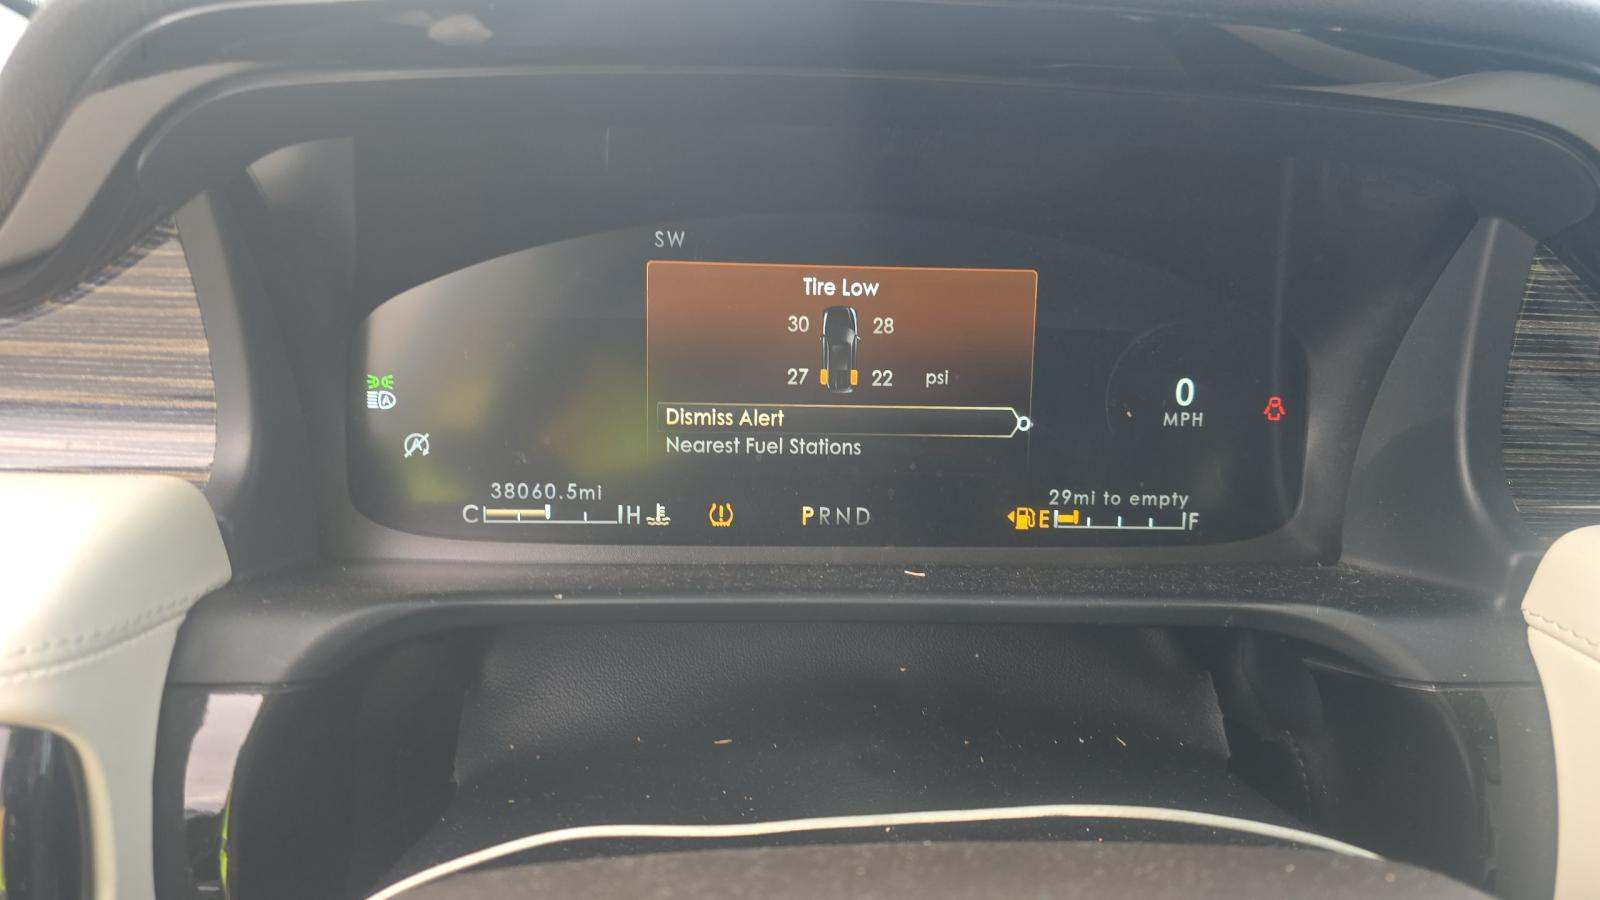 SW
Tire Low
30 28
27 22 psi
Dismiss Alert
Nearest Fuel Stations
0
MPH
A
A
38060.5mi
C H
PRND
29mi to empty
E F